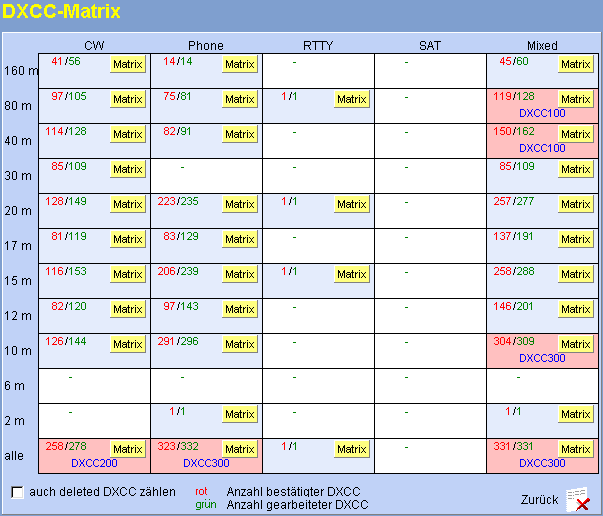 DXCC-Matrix
CW Phone RTTY SAT Mixed
160 m 41/56 Matrix 14/14 Matrix - - 45/60 Matrix
80 m 97/105 Matrix 75/81 Matrix 1/1 Matrix - 119/128 Matrix
DXCC100
40 m 114/128 Matrix 82/91 Matrix - - 150/162 Matrix
DXCC100
30 m 85/109 Matrix - - - 85/109 Matrix
20 m 128/149 Matrix 223/235 Matrix 1/1 Matrix - 257/277 Matrix
17 m 81/119 Matrix 83/129 Matrix - - 137/191 Matrix
15 m 116/153 Matrix 206/239 Matrix 1/1 Matrix - 258/288 Matrix
12 m 82/120 Matrix 97/143 Matrix - - 146/201 Matrix
10 m 126/144 Matrix 291/296 Matrix - - 304/309 Matrix
DXCC300
6 m - - - - -
2 m - 1/1 Matrix - - 1/1 Matrix
alle 258/278 Matrix 323/332 Matrix 1/1 Matrix - 331/331 Matrix
DXCC200 DXCC300 DXCC300
auch deleted DXCC zählen rot Anzahl bestätigter DXCC
grün Anzahl gearbeiteter DXCC
Zurück